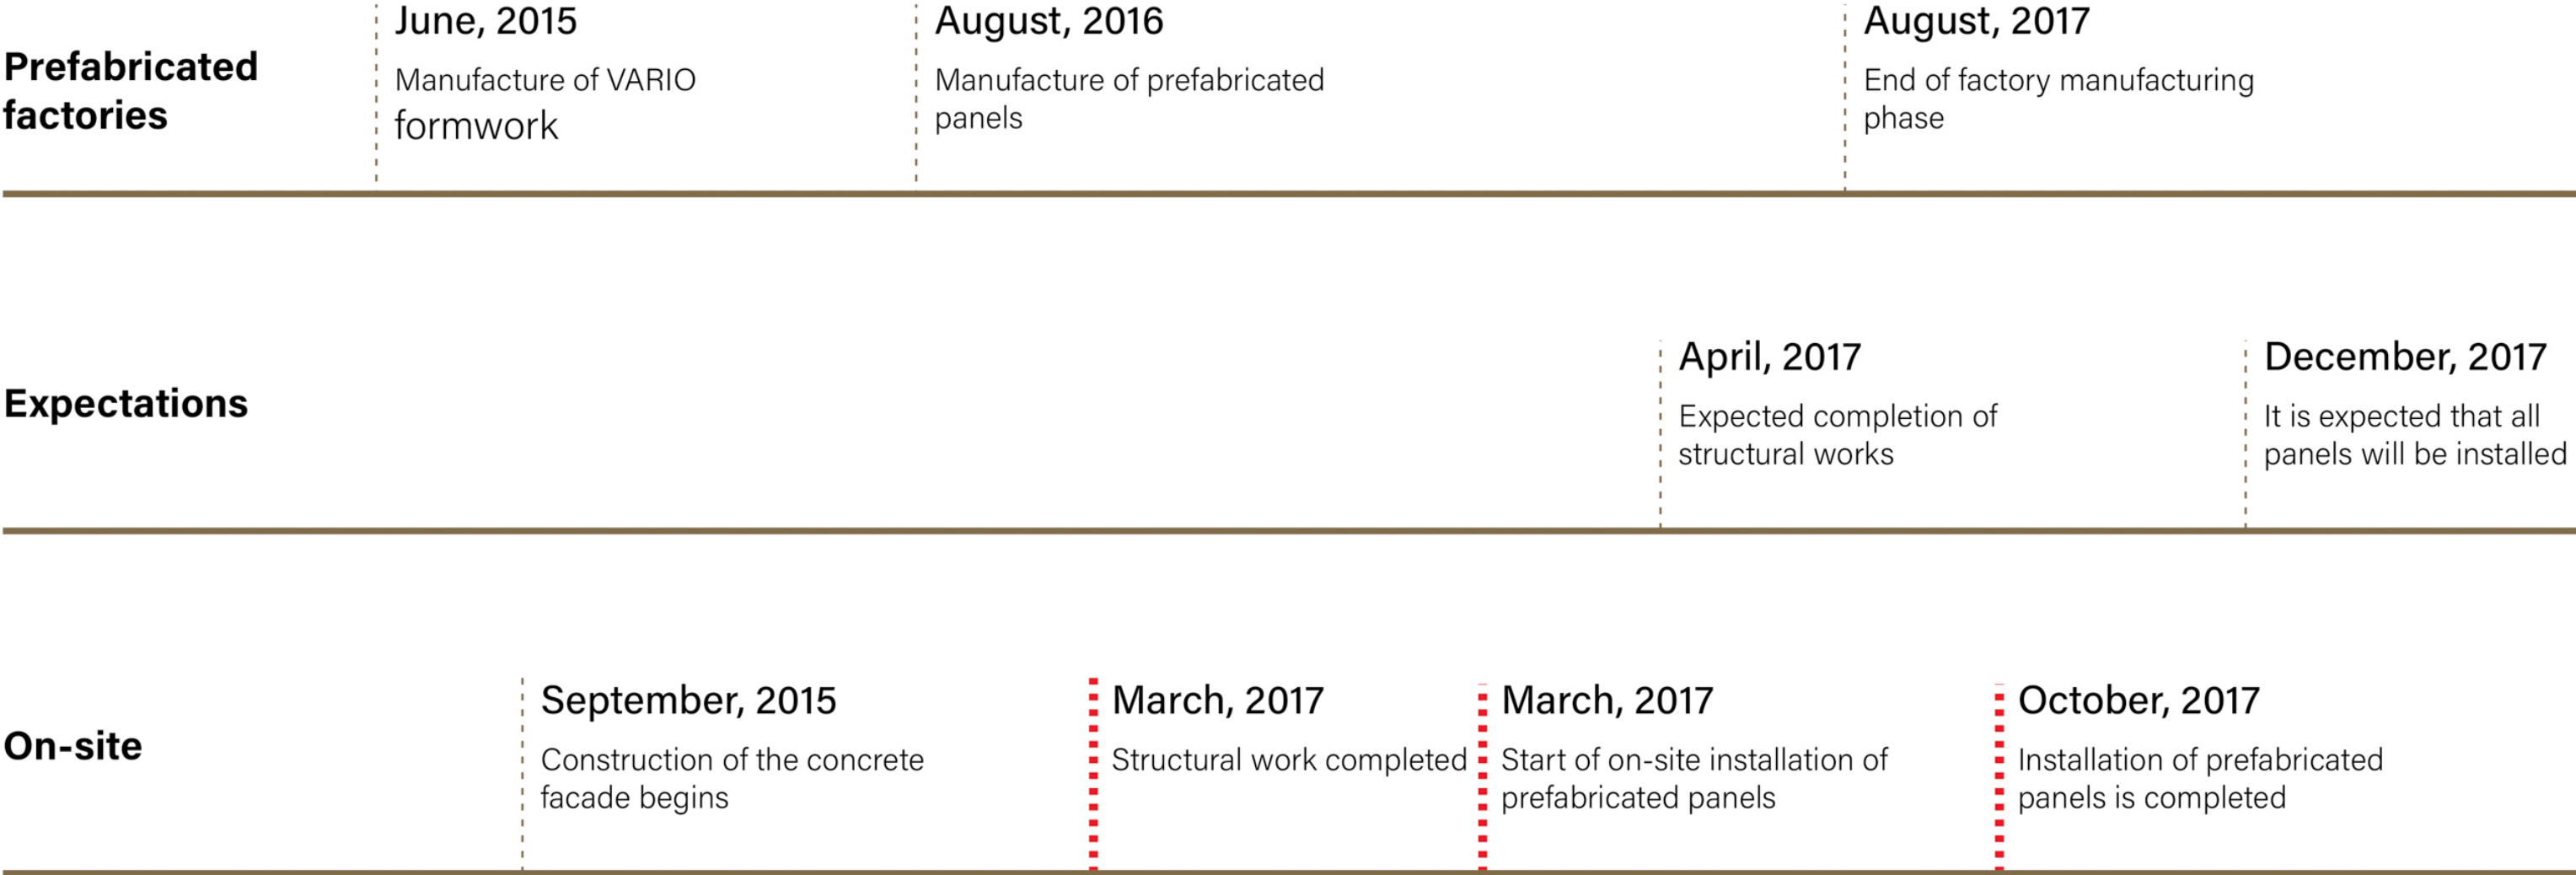 Prefabricated
factories
June, 2015
Manufacture of VARIO
formwork
August, 2016
Manufacture of prefabricated
panels
August, 2017
End of factory manufacturing
phase
Expectations
April, 2017
Expected completion of
structural works
December, 2017
It is expected that all
panels will be installed
On-site
September, 2015
Construction of the concrete
facade begins
March, 2017
Structural work completed
March, 2017
Start of on-site installation of
prefabricated panels
October, 2017
Installation of prefabricated
panels is completed